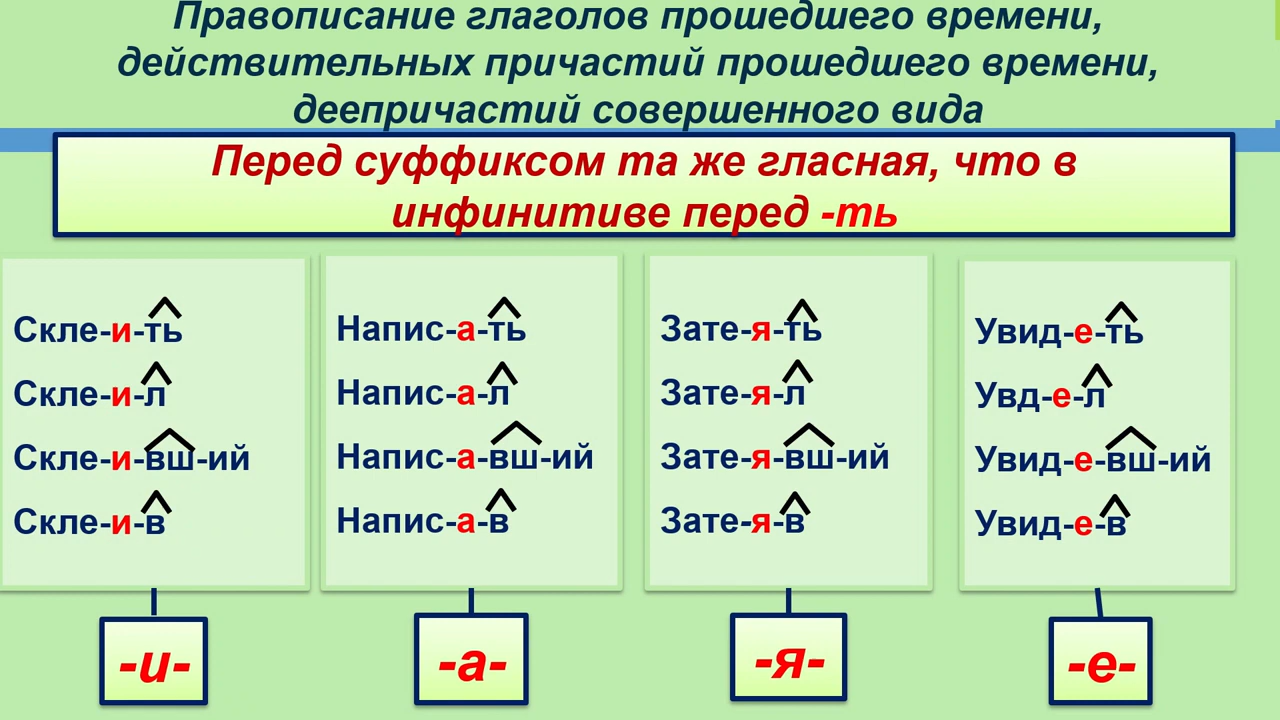 Правописание глаголов прошедшего времени,
действительных причастий прошедшего времени,
деепричастий совершенного вида
Перед суффиксом та же гласная, что в
инфинитиве перед -ть
Скле-и-ть
Скле-и-л
Скле-и-вш-ий
Скле-и-в
Напис-а-ть
Напис-а-л
Напис-а-вш-ий
Напис-а-в
Зате-я-ть
Зате-я-л
Зате-я-вш-ий
Зате-я-в
Увид-е-ть
Увд-е-л
Увид-е-вш-ий
Увид-е-в
-и-
-а-
-я-
-е-